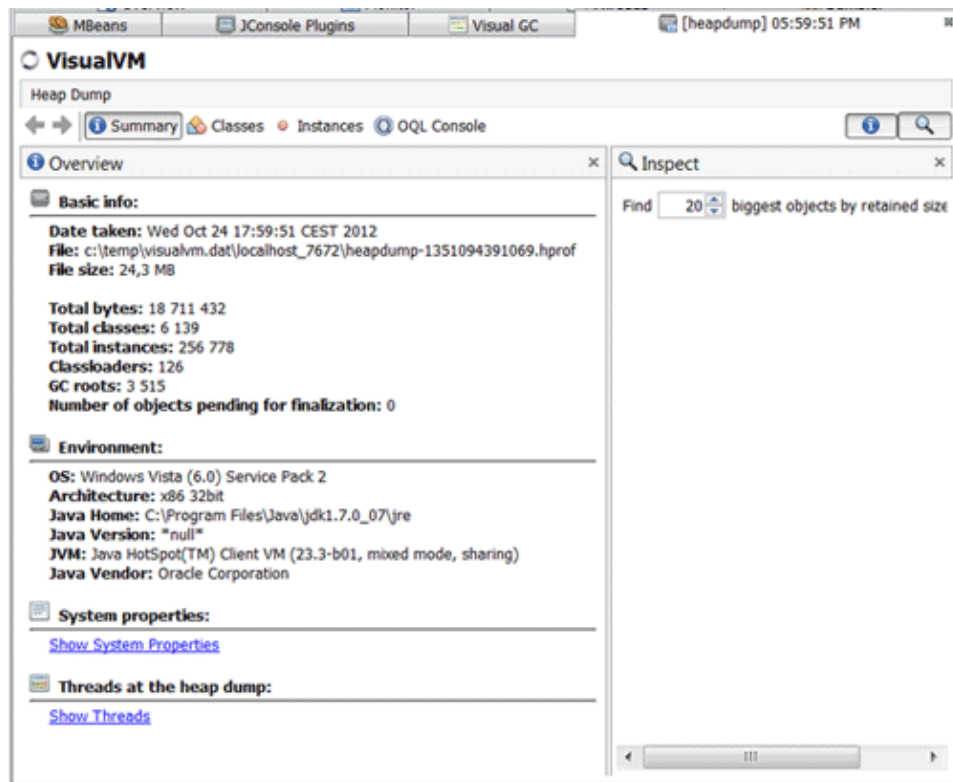 MBeans JConsole Plugins Visual GC [heapdump] 05:59:51 PM
VisualVM
Heap Dump
Summary Classes Instances OQL Console
Overview
Basic info:
Date taken: Wed Oct 24 17:59:51 CEST 2012
File: c:\temp\visualvm.dat\localhost_7672\heapdump-1351094391069.hprof
File size: 24,3 MB
Total bytes: 18 711 432
Total classes: 6 139
Total instances: 256 778
Classloaders: 126
GC roots: 3 515
Number of objects pending for finalization: 0
Environment:
OS: Windows Vista (6.0) Service Pack 2
Architecture: x86 32bit
Java Home: C:\Program Files\Java\jdk1.7.0_07\jre
Java Version: "null"
JVM: Java HotSpot(TM) Client VM (23.3-b01, mixed mode, sharing)
Java Vendor: Oracle Corporation
System properties:
Show System Properties
Threads at the heap dump:
Show Threads
Inspect
Find 20 biggest objects by retained size